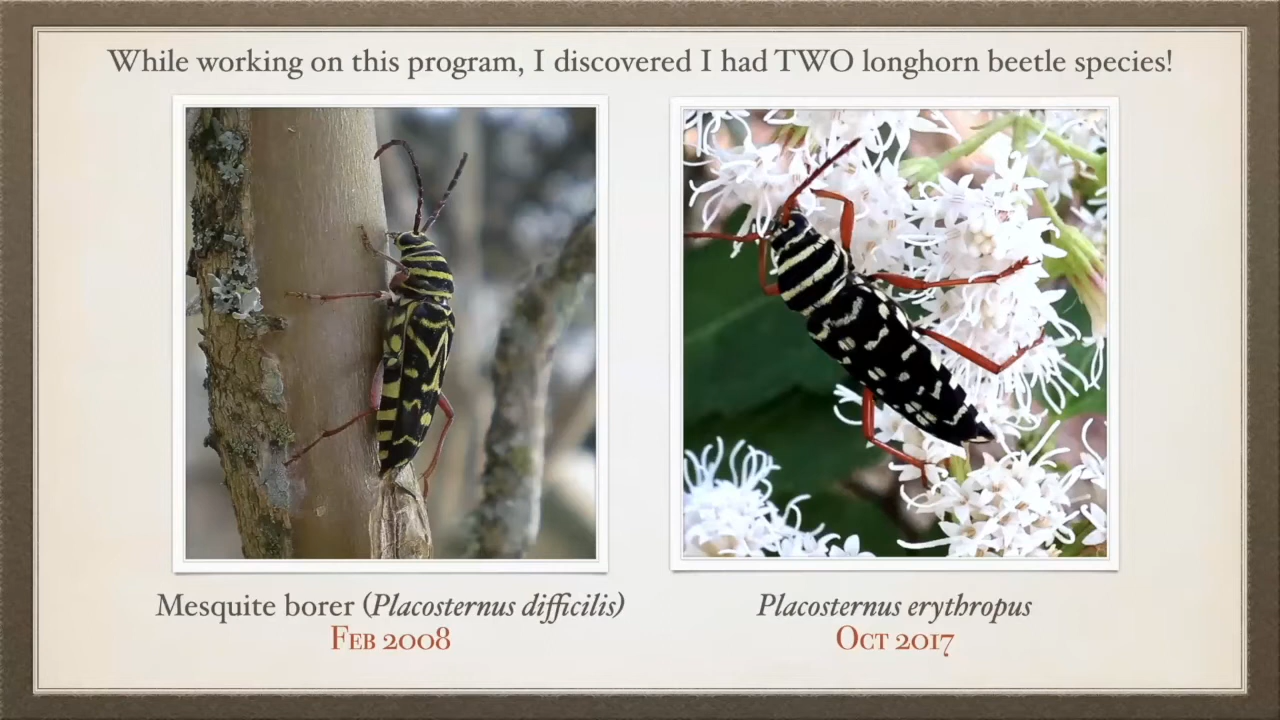 While working on this program, I discovered I had TWO longhorn beetle species!
Mesquite borer (Placosternus difficilis)
Feb 2008
Placosternus erythropus
Oct 2017